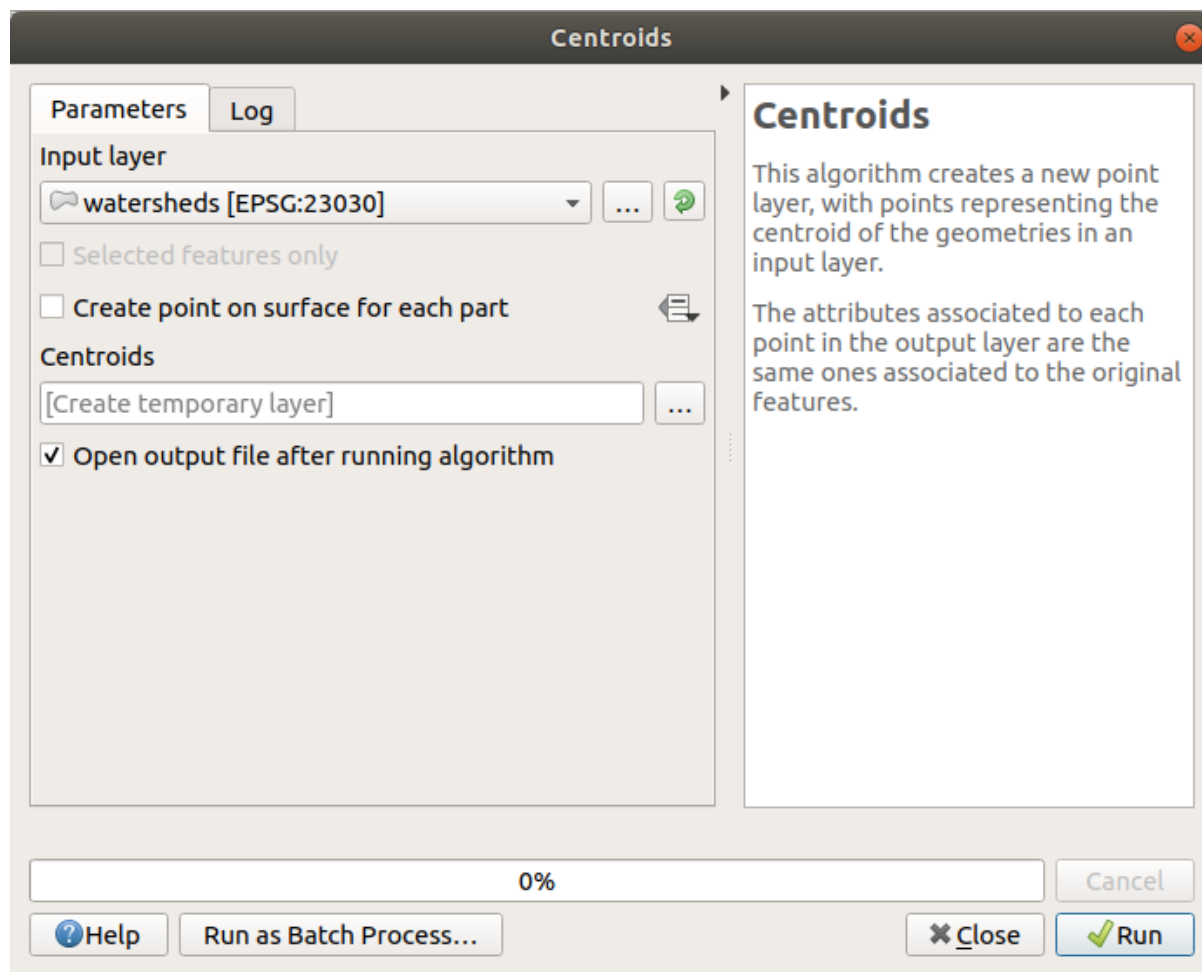 Centroids
Parameters
Log
Input layer
watersheds [EPSG:23030]
...
Selected features only
Create point on surface for each part
Centroids
[Create temporary layer]
...
Open output file after running algorithm
Centroids
This algorithm creates a new point
layer, with points representing the
centroid of the geometries in an
input layer.
The attributes associated to each
point in the output layer are the
same ones associated to the original
features.
0%
Cancel
Help
Run as Batch Process...
Close
Run